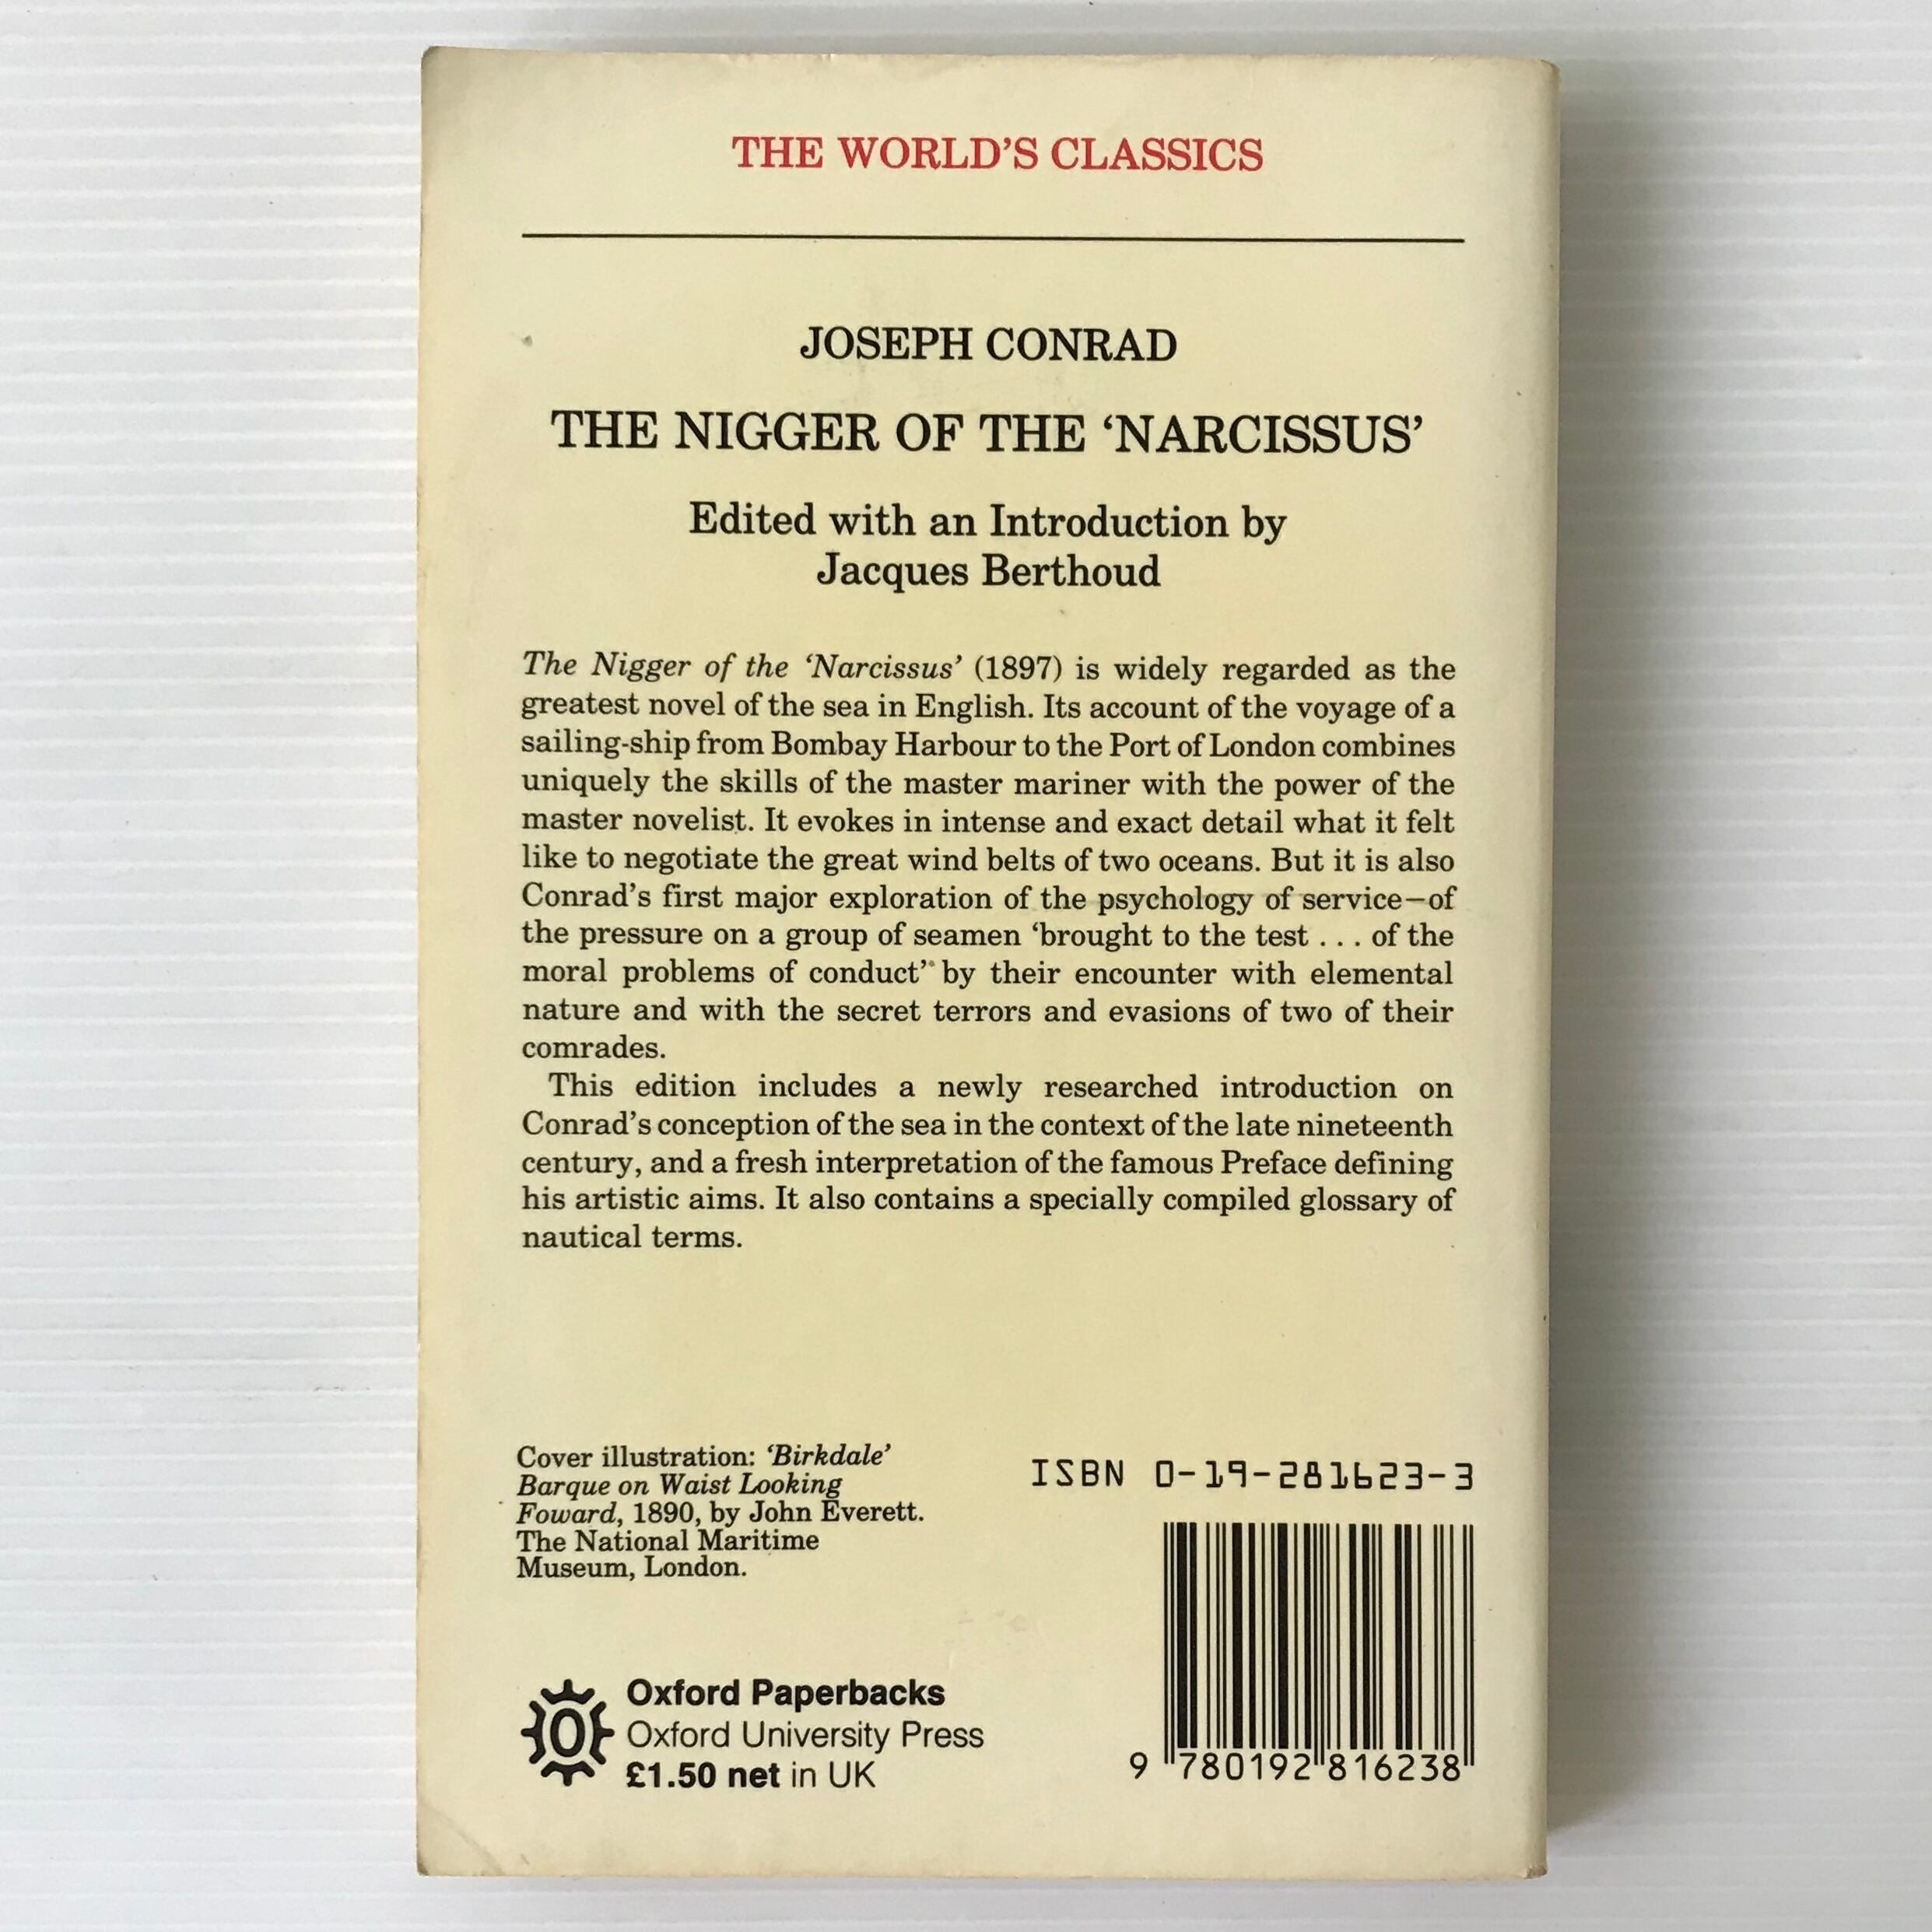 THE WORLD'S CLASSICS
JOSEPH CONRAD
THE NIGGER OF THE ‘NARCISSUS’
Edited with an Introduction by
Jacques Berthoud
The Nigger of the ‘Narcissus’ (1897) is widely regarded as the
greatest novel of the sea in English. Its account of the voyage of a
sailing-ship from Bombay Harbour to the Port of London combines
uniquely the skills of the master mariner with the power of the
master novelist. It evokes in intense and exact detail what it felt
like to negotiate the great wind belts of two oceans. But it is also
Conrad’s first major exploration of the psychology of service—of
the pressure on a group of seamen ‘brought to the test . . . of the
moral problems of conduct’ by their encounter with elemental
nature and with the secret terrors and evasions of two of their
comrades.
This edition includes a newly researched introduction on
Conrad’s conception of the sea in the context of the late nineteenth
century, and a fresh interpretation of the famous Preface defining
his artistic aims. It also contains a specially compiled glossary of
nautical terms.
Cover illustration: ‘Birkdale’
Barque on Waist Looking
Foward, 1890, by John Everett.
The National Maritime
Museum, London.
ISBN 0-19-281623-3
Oxford Paperbacks
Oxford University Press
£1.50 net in UK
9 780192 816238